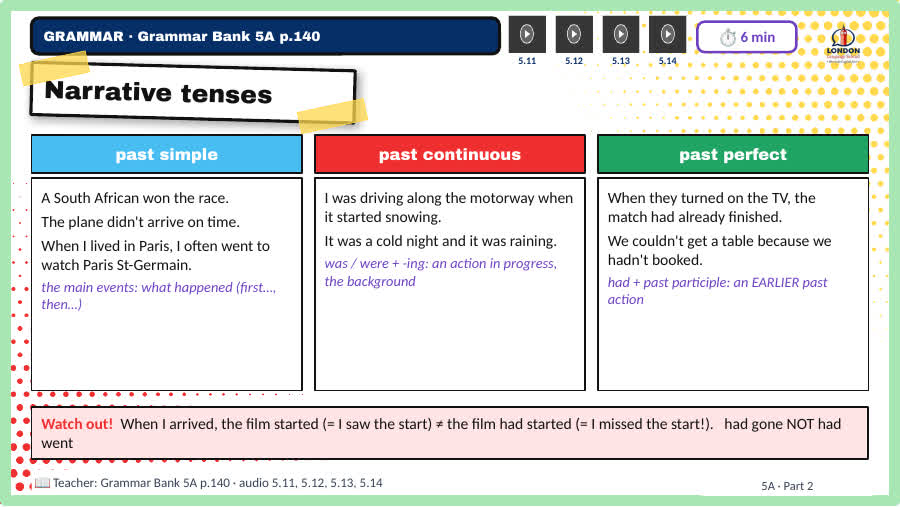 GRAMMAR · Grammar Bank 5A p.140
5.11
5.12
5.13
5.14
6 min
LONDON
Narrative tenses
past simple
A South African won the race.
The plane didn't arrive on time.
When I lived in Paris, I often went to
watch Paris St-Germain.
the main events: what happened (first...,
then...)
past continuous
I was driving along the motorway when
it started snowing.
It was a cold night and it was raining.
was / were + -ing: an action in progress,
the background
past perfect
When they turned on the TV, the
match had already finished.
We couldn't get a table because we
hadn't booked.
had + past participle: an EARLIER past
action
Watch out! When I arrived, the film started (= I saw the start) ≠ the film had started (= I missed the start!). had gone NOT had
went
Teacher: Grammar Bank 5A p.140 · audio 5.11, 5.12, 5.13, 5.14
5A · Part 2